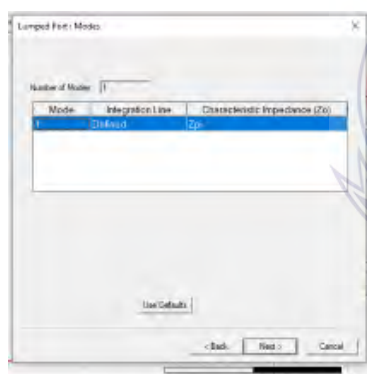 Lumped Port : Modes
Number of Modes: 1
Mode Integration Line Characteristic Impedance (Zo)
1 Defined Zpi
Use Defaults
< Back Next > Cancel